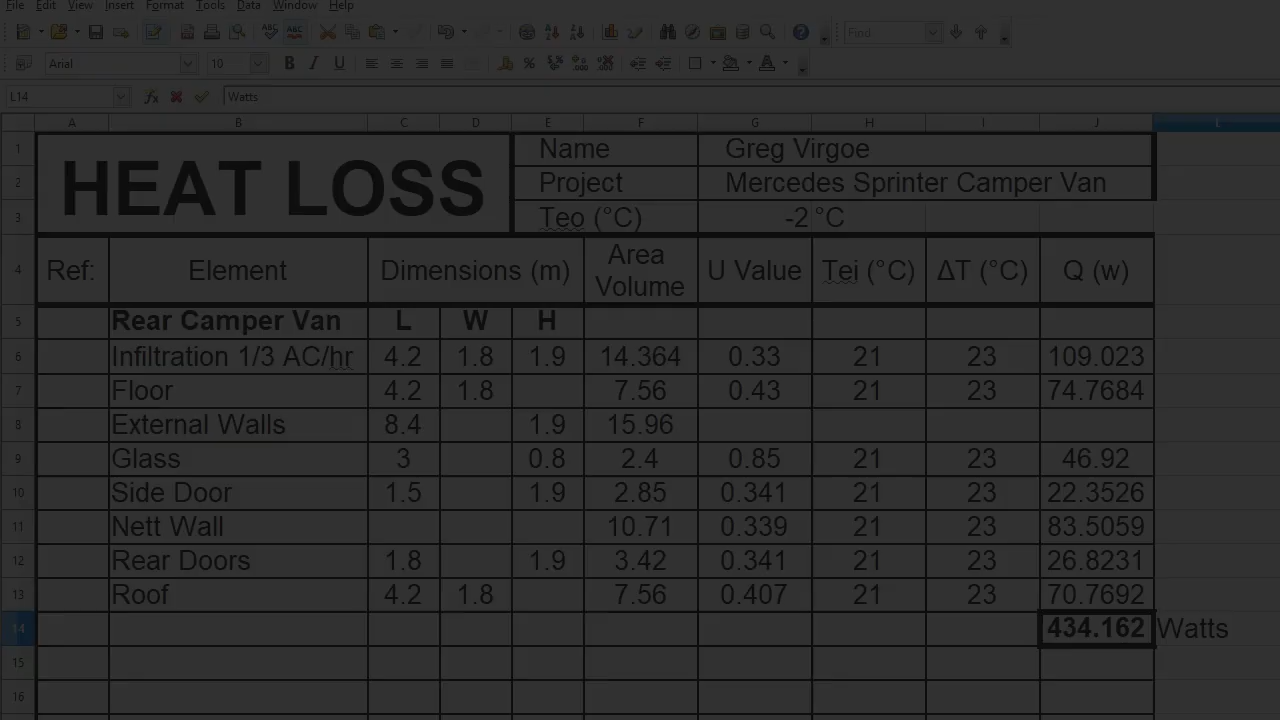 File Edit View Insert Format Tools Data Window Help
Find
Arial 10
L14 Watts
A B C D E F G H I J L
1 HEAT LOSS Name Greg Virgoe
2 Project Mercedes Sprinter Camper Van
3 Teo (°C) -2 °C
4 Ref: Element Dimensions (m) Area Volume U Value Tei (°C) ΔT (°C) Q (w)
5 Rear Camper Van L W H
6 Infiltration 1/3 AC/hr 4.2 1.8 1.9 14.364 0.33 21 23 109.023
7 Floor 4.2 1.8 7.56 0.43 21 23 74.7684
8 External Walls 8.4 1.9 15.96
9 Glass 3 0.8 2.4 0.85 21 23 46.92
10 Side Door 1.5 1.9 2.85 0.341 21 23 22.3526
11 Nett Wall 10.71 0.339 21 23 83.5059
12 Rear Doors 1.8 1.9 3.42 0.341 21 23 26.8231
13 Roof 4.2 1.8 7.56 0.407 21 23 70.7692
14 434.162 Watts
15
16